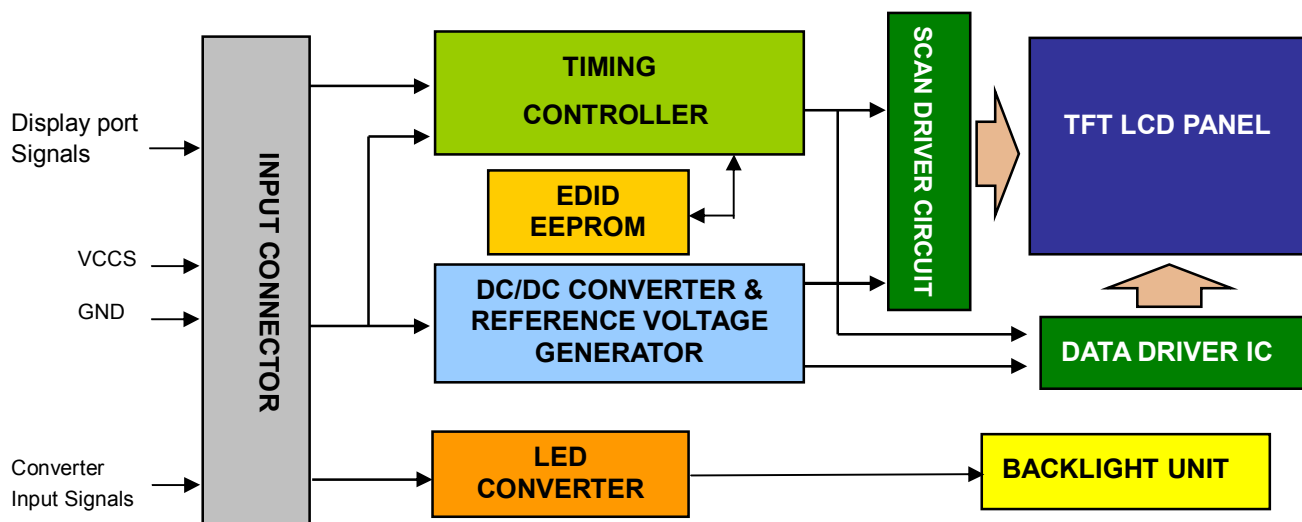 Display port
Signals
VCCS
GND
Converter
Input Signals
INPUT CONNECTOR
TIMING
CONTROLLER
EDID
EEPROM
DC/DC CONVERTER &
REFERENCE VOLTAGE
GENERATOR
LED
CONVERTER
SCAN DRIVER CIRCUIT
TFT LCD PANEL
DATA DRIVER IC
BACKLIGHT UNIT